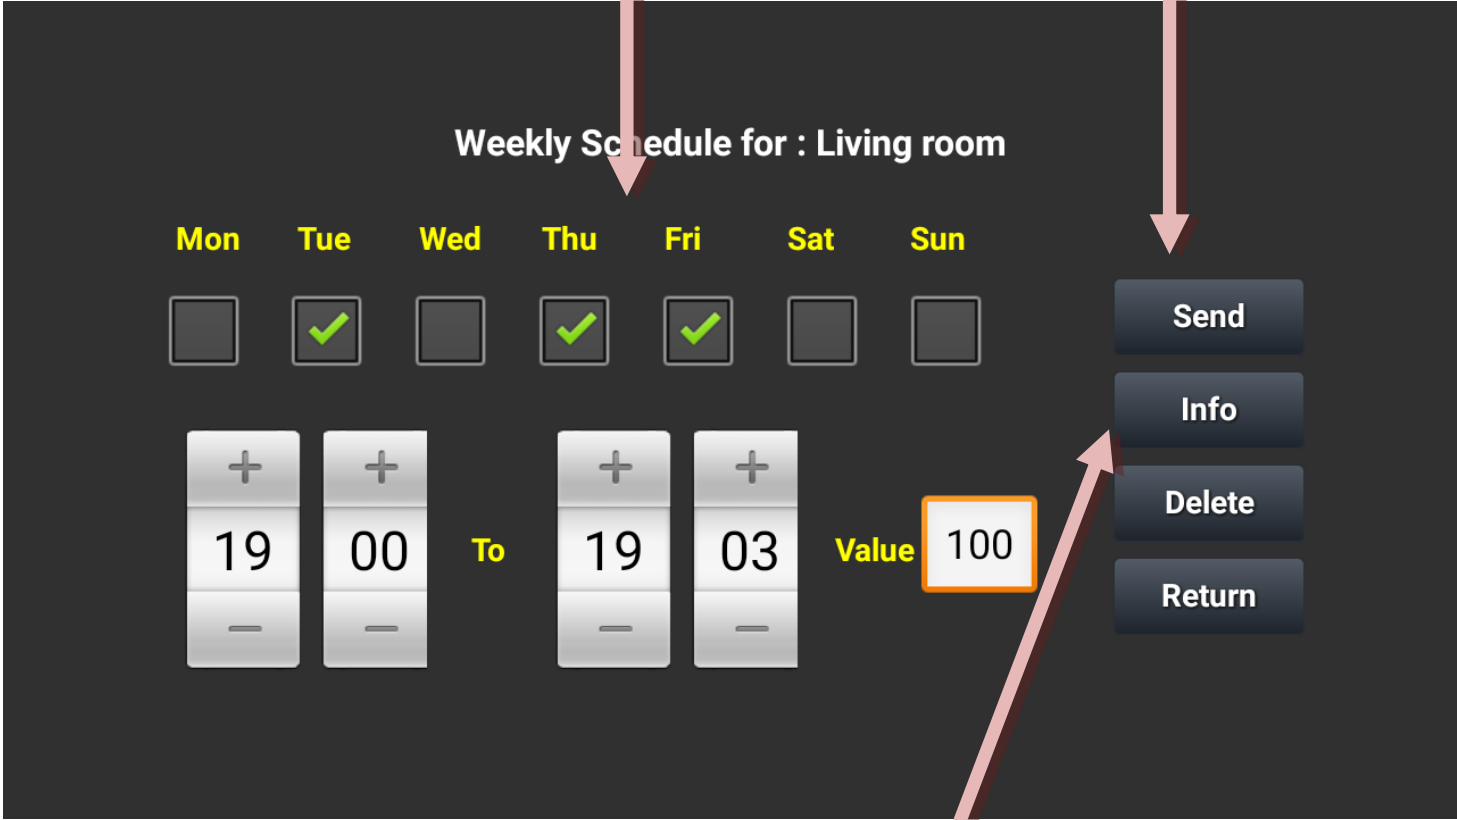 Weekly Schedule for : Living room
Mon Tue Wed Thu Fri Sat Sun
Send
Info
Delete
Return
+ + + +
19 00 To 19 03 Value 100
− − − −